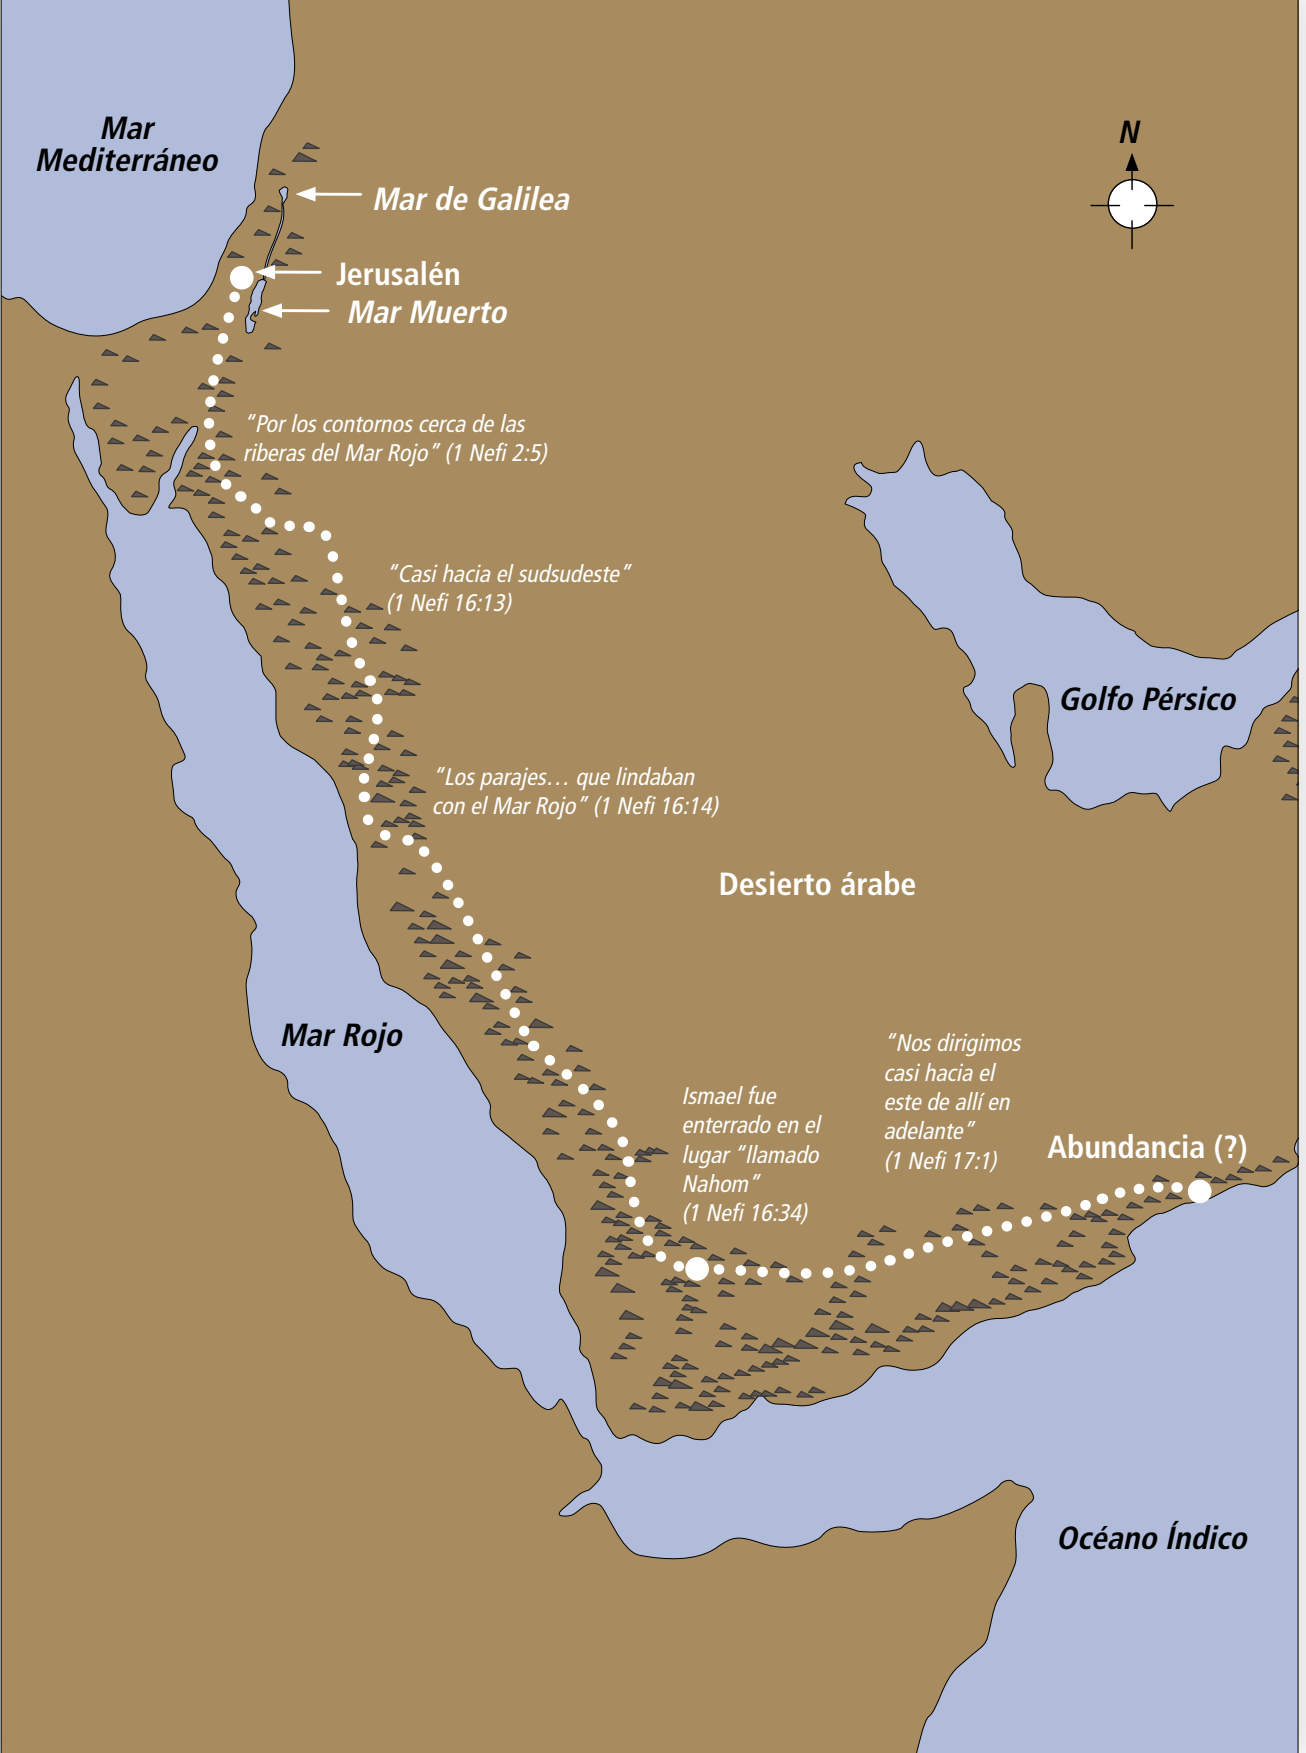 Mar
Mediterráneo
N
Mar de Galilea
Jerusalén
Mar Muerto
“Por los contornos cerca de las
riberas del Mar Rojo” (1 Nefi 2:5)
“Casi hacia el sudsudeste”
(1 Nefi 16:13)
Golfo Pérsico
“Los parajes… que lindaban
con el Mar Rojo” (1 Nefi 16:14)
Desierto árabe
Mar Rojo
“Nos dirigimos
casi hacia el
este de allí en
adelante”
(1 Nefi 17:1)
Ismael fue
enterrado en el
lugar “llamado
Nahom”
(1 Nefi 16:34)
Abundancia (?)
Océano Índico